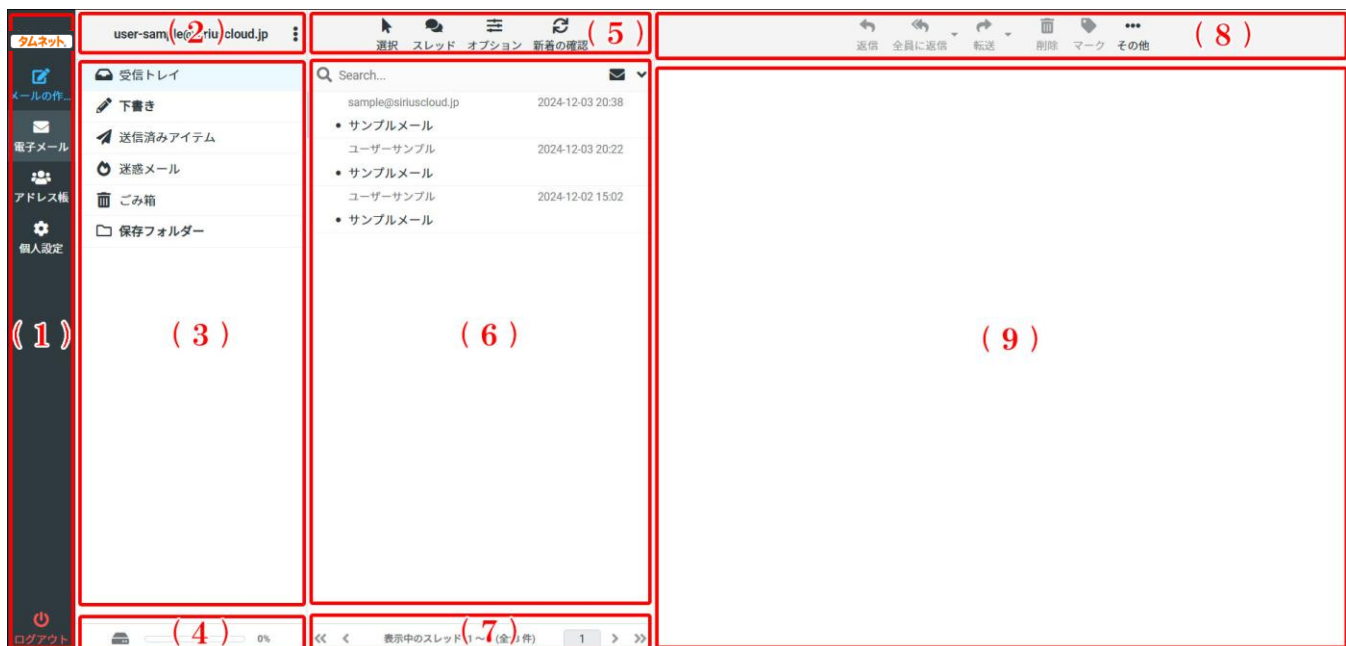 タムネット
メールの作...
電子メール
アドレス帳
個人設定
( 1 )
ログアウト
( 2 )
受信トレイ
下書き
送信済みアイテム
迷惑メール
ごみ箱
保存フォルダー
( 3 )
( 4 ) 0%
選択 スレッド オプション 新着の確認 ( 5 )
Search...
sample@siriuscloud.jp 2024-12-03 20:38
• サンプルメール
ユーザーサンプル 2024-12-03 20:22
• サンプルメール
ユーザーサンプル 2024-12-02 15:02
• サンプルメール
( 6 )
表示中のスレッド ( 7 ) 件) 1
返信 全員に返信 転送 削除 マーク その他 ( 8 )
( 9 )